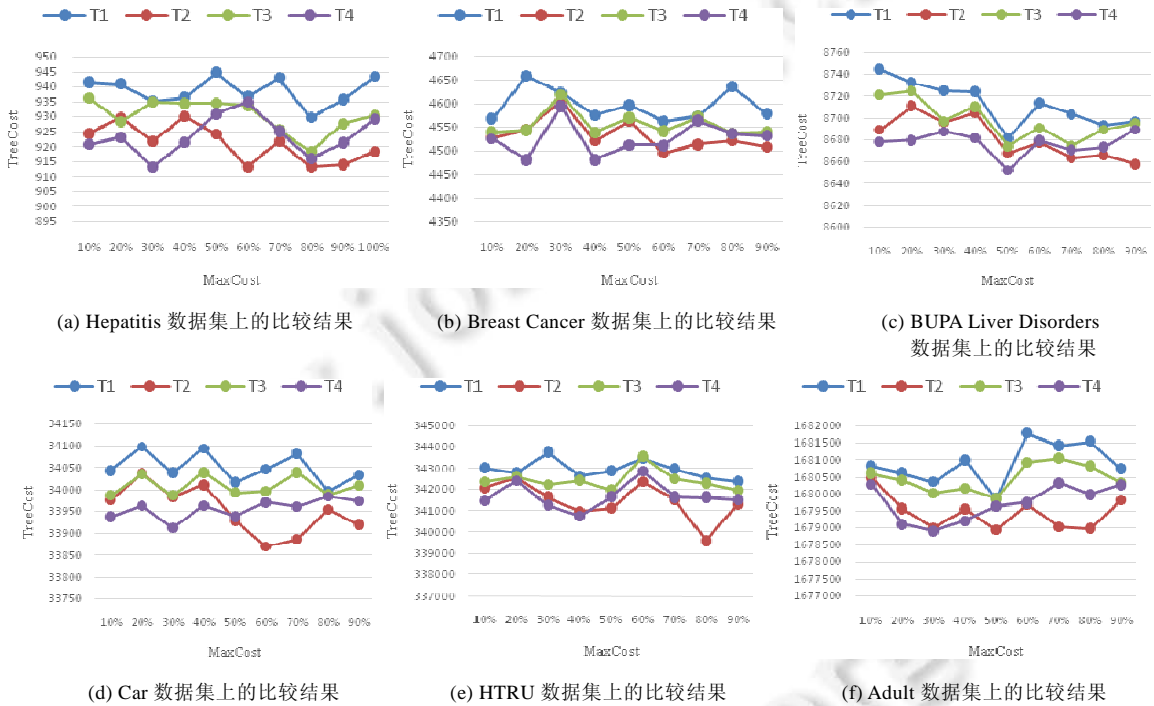 T1 T2 T3 T4
T1 T2 T3 T4
T1 T2 T3 T4
TreeCost
950
945
940
935
930
925
920
915
910
905
900
895
10% 20% 30% 40% 50% 60% 70% 80% 90% 100%
MaxCost
TreeCost
4700
4650
4600
4550
4500
4450
4400
4350
10% 20% 30% 40% 50% 60% 70% 80% 90%
MaxCost
TreeCost
8760
8740
8720
8700
8680
8660
8640
8620
8600
10% 20% 30% 40% 50% 60% 70% 80% 90%
MaxCost
(a) Hepatitis 数据集上的比较结果
(b) Breast Cancer 数据集上的比较结果
(c) BUPA Liver Disorders
数据集上的比较结果
T1 T2 T3 T4
T1 T2 T3 T4
T1 T2 T3 T4
TreeCost
34150
34100
34050
34000
33950
33900
33850
33800
33750
10% 20% 30% 40% 50% 60% 70% 80% 90%
MaxCost
TreeCost
345000
344000
343000
342000
341000
340000
339000
338000
337000
10% 20% 30% 40% 50% 60% 70% 80% 90%
MaxCost
TreeCost
1682000
1681500
1681000
1680500
1680000
1679500
1679000
1678500
1678000
1677500
1677000
10% 20% 30% 40% 50% 60% 70% 80% 90%
MaxCost
(d) Car 数据集上的比较结果
(e) HTRU 数据集上的比较结果
(f) Adult 数据集上的比较结果